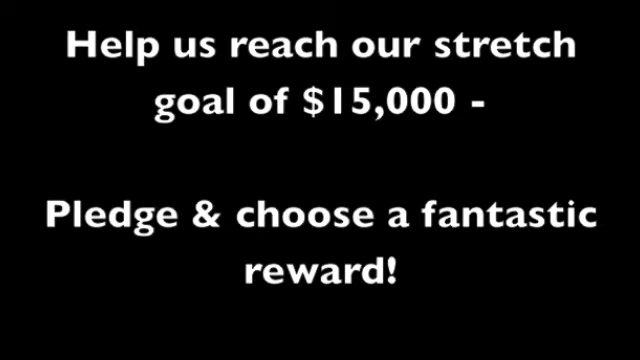 Help us reach our stretch
goal of $15,000 -
Pledge & choose a fantastic
reward!